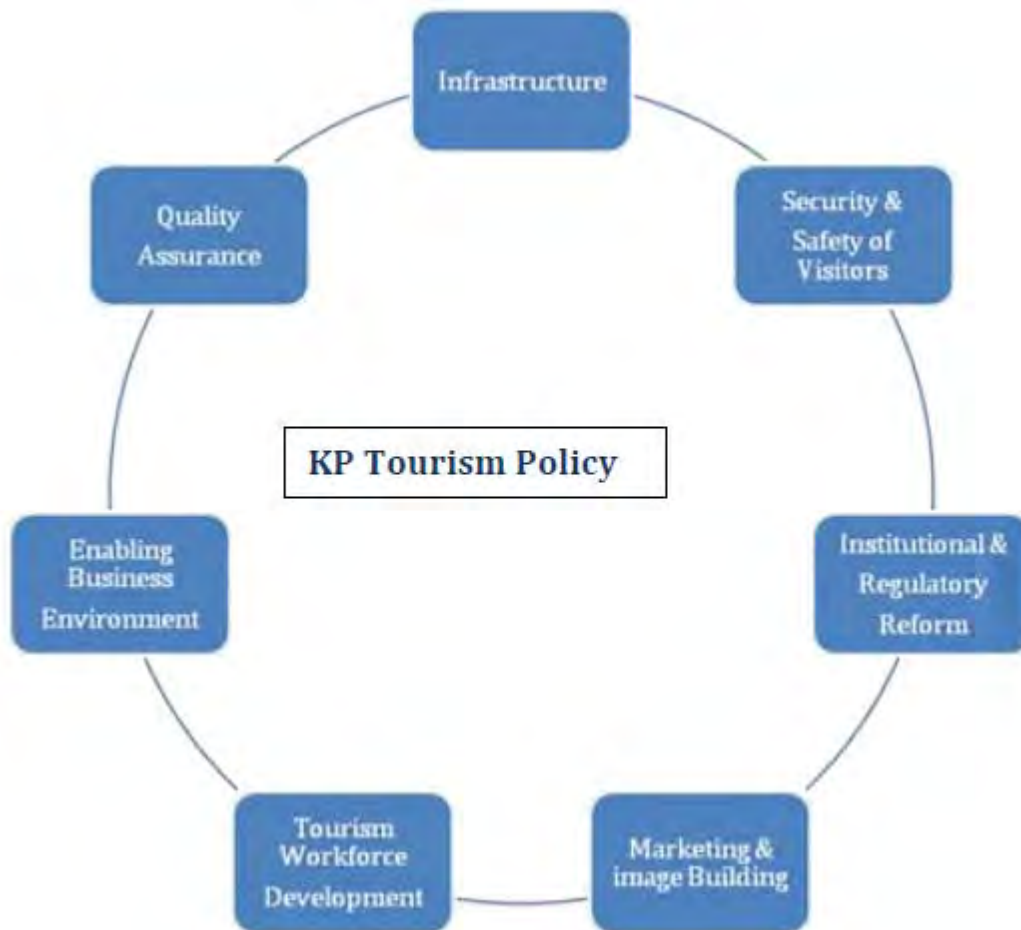 Infrastructure
Security &
Safety of
Visitors
Institutional &
Regulatory
Reform
Marketing &
image Building
Tourism
Workforce
Development
Enabling
Business
Environment
Quality
Assurance
KP Tourism Policy